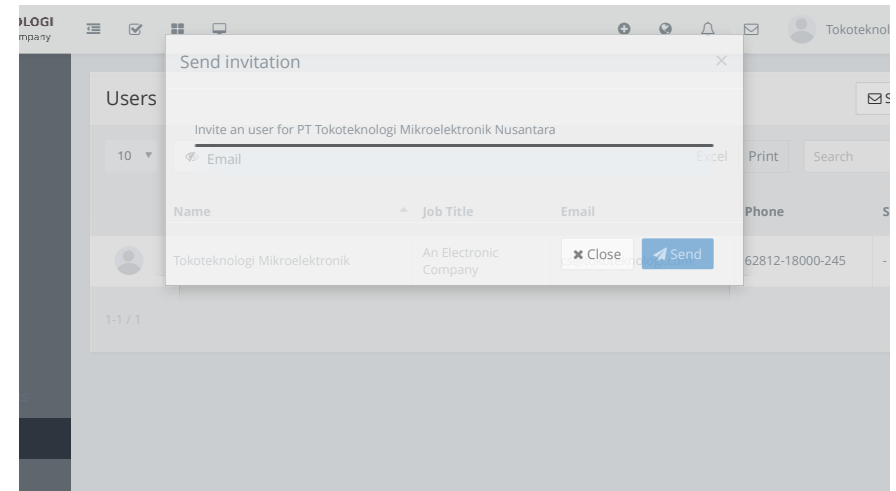 OLOGI
mpany
Tokoteknol
Send invitation
×
Users
S
Invite an user for PT Tokoteknologi Mikroelektronik Nusantara
10
Email
Excel
Print
Search
Name
Job Title
Email
Phone
S
Tokoteknologi Mikroelektronik
An Electronic
Company
Close
Send
62812-18000-245
-
1-1 / 1